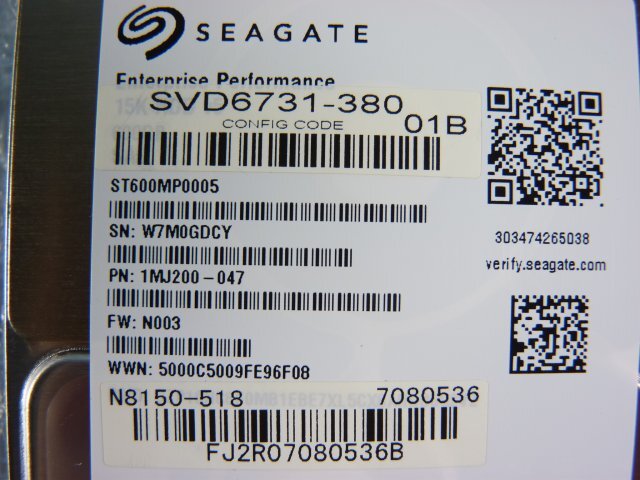 SEAGATE
Enterprise Performance
SVD6731-380
CONFIG CODE
01B
ST600MP0005
SN: W7M0GDCY
PN: 1MJ200-047
FW: N003
WWN: 5000C5009FE96F08
303474265038
verify.seagate.com
N8150-518 7080536
FJ2R07080536B